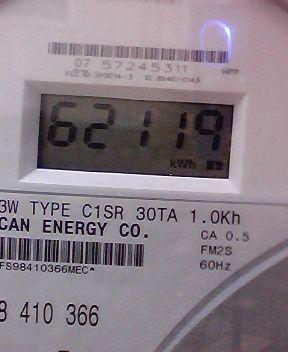 07 57245311
62119
kWh
3W TYPE C1SR 30TA 1.0Kh
CAN ENERGY CO.
CA 0.5
FM2S
60Hz
FS98410366MEC*
8 410 366